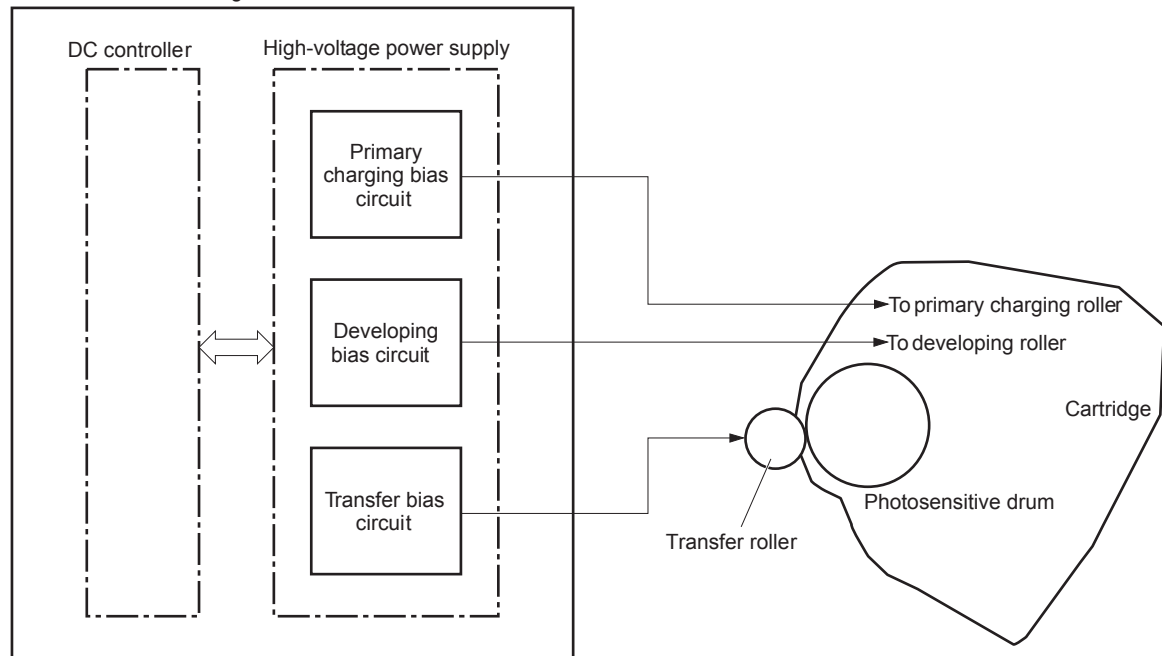 DC controller
High-voltage power supply
Primary
charging bias
circuit
Developing
bias circuit
Transfer bias
circuit
To primary charging roller
To developing roller
Cartridge
Photosensitive drum
Transfer roller